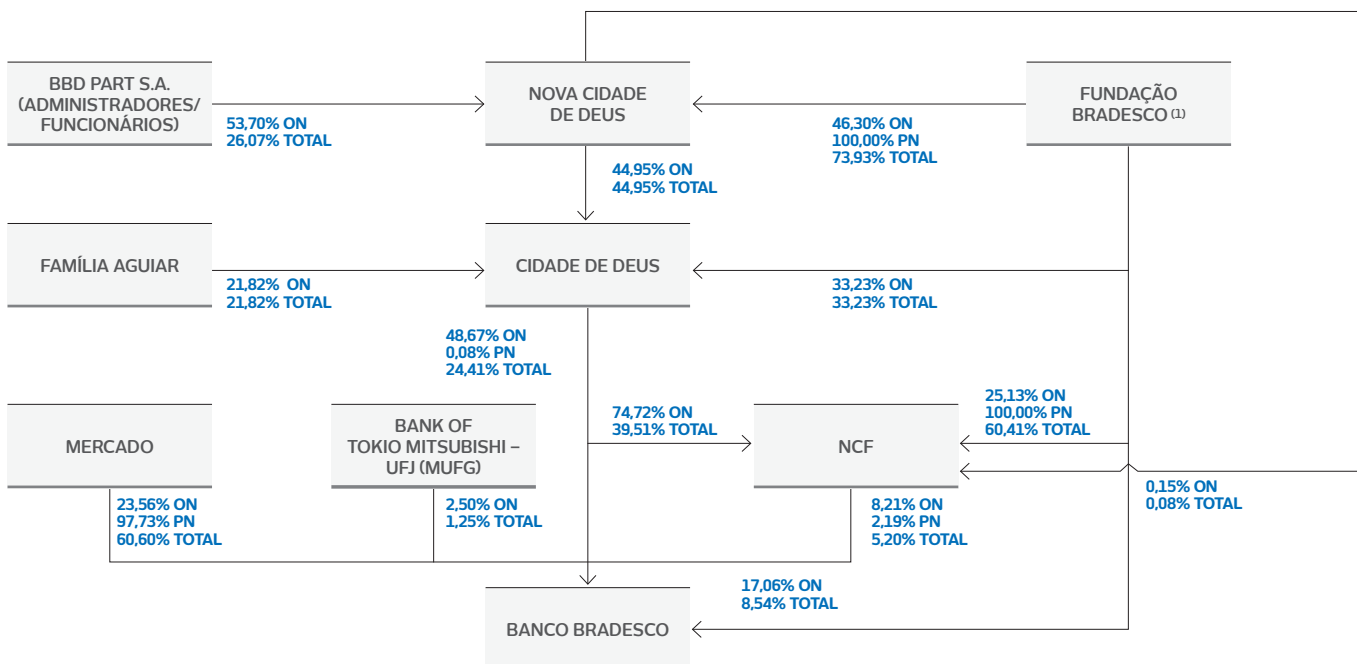 BBD PART S.A.
(ADMINISTRADORES/
FUNCIONÁRIOS)
53,70% ON
26,07% TOTAL
NOVA CIDADE
DE DEUS
46,30% ON
100,00% PN
73,93% TOTAL
FUNDAÇÃO
BRADESCO (1)
44,95% ON
44,95% TOTAL
FAMÍLIA AGUIAR
21,82% ON
21,82% TOTAL
CIDADE DE DEUS
33,23% ON
33,23% TOTAL
48,67% ON
0,08% PN
24,41% TOTAL
MERCADO
23,56% ON
97,73% PN
60,60% TOTAL
BANK OF
TOKIO MITSUBISHI –
UFJ (MUFG)
2,50% ON
1,25% TOTAL
74,72% ON
39,51% TOTAL
NCF
8,21% ON
2,19% PN
5,20% TOTAL
25,13% ON
100,00% PN
60,41% TOTAL
0,15% ON
0,08% TOTAL
17,06% ON
8,54% TOTAL
BANCO BRADESCO